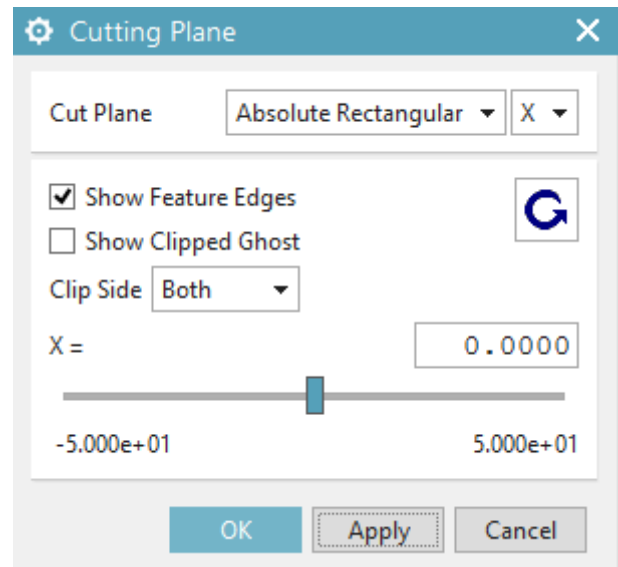 Cutting Plane
Cut Plane Absolute Rectangular X
Show Feature Edges
Show Clipped Ghost
Clip Side Both
X = 0.0000
-5.000e+01 5.000e+01
OK Apply Cancel